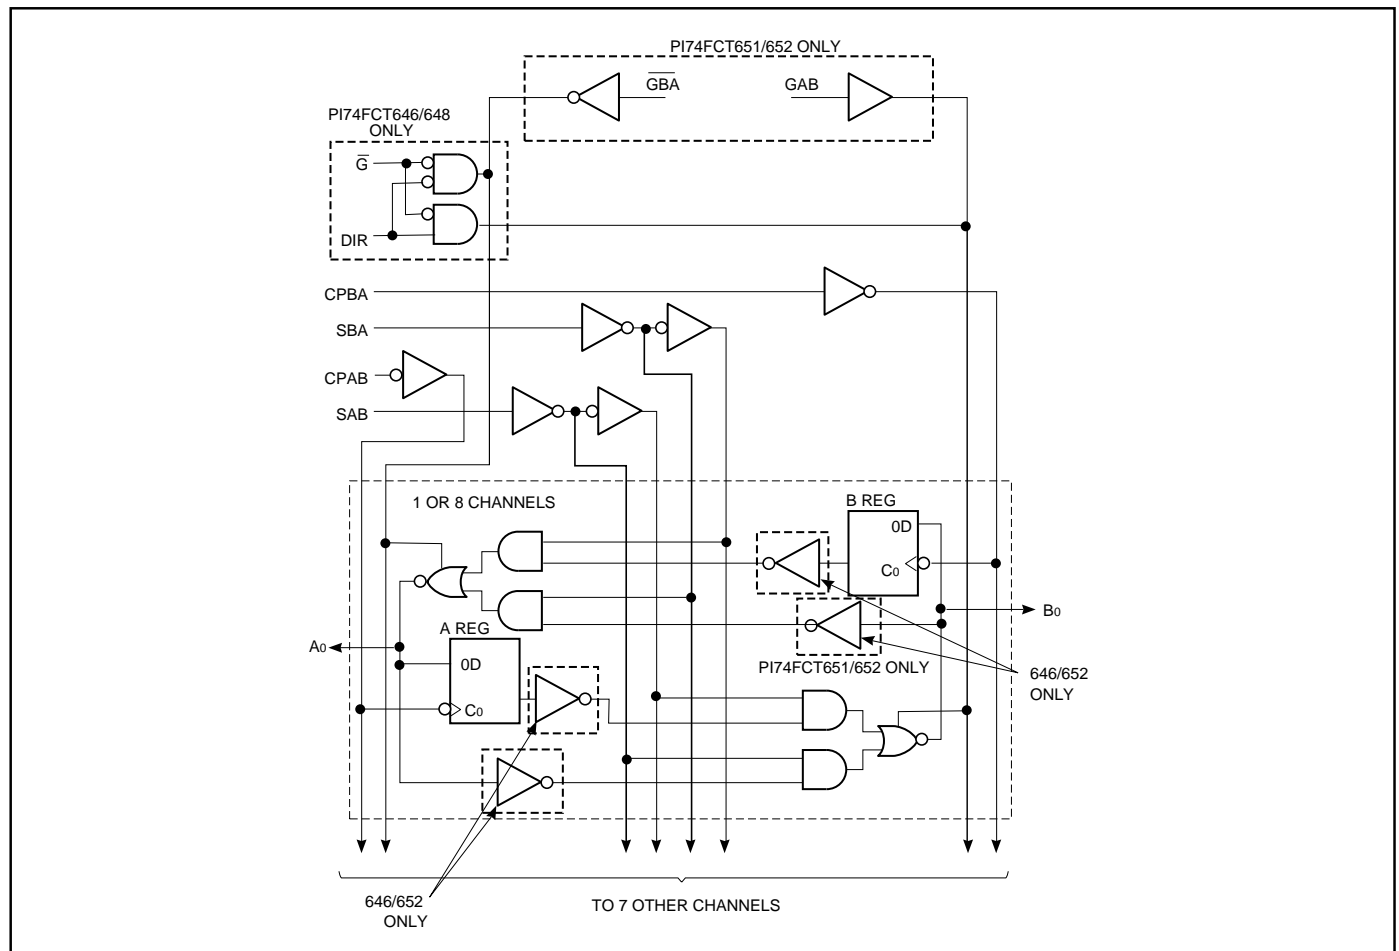 PI74FCT651/652 ONLY
GBA
GAB
PI74FCT646/648
ONLY
G
DIR
CPBA
SBA
CPAB
SAB
1 OR 8 CHANNELS
B REG
0D
C0
B0
A REG
A0
0D
C0
PI74FCT651/652 ONLY
646/652
ONLY
646/652
ONLY
TO 7 OTHER CHANNELS